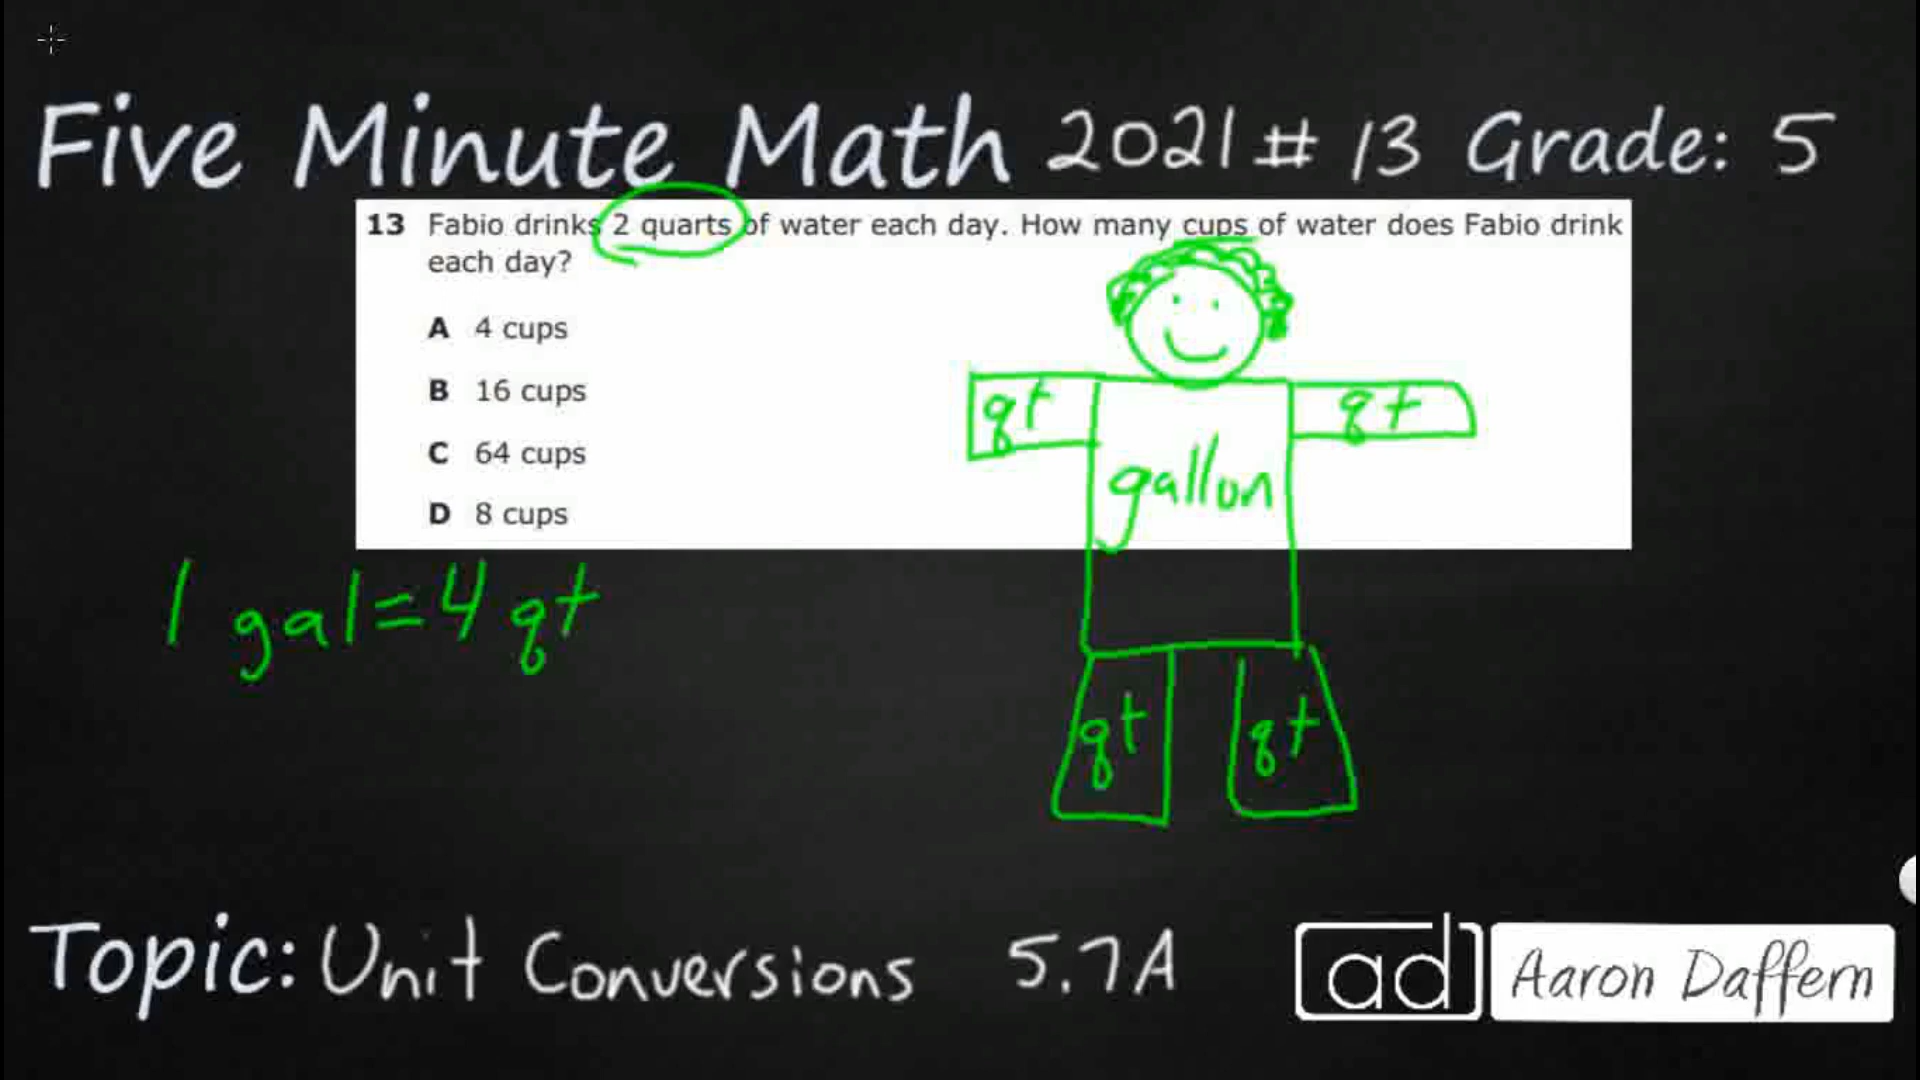 Five Minute Math 2021 # 13 Grade: 5
13 Fabio drinks 2 quarts of water each day. How many cups of water does Fabio drink
each day?
A 4 cups
B 16 cups
C 64 cups
D 8 cups
qt
qt
gallon
1 gal = 4 qt
qt
qt
Topic: Unit Conversions 5.7A
ad Aaron Daffern